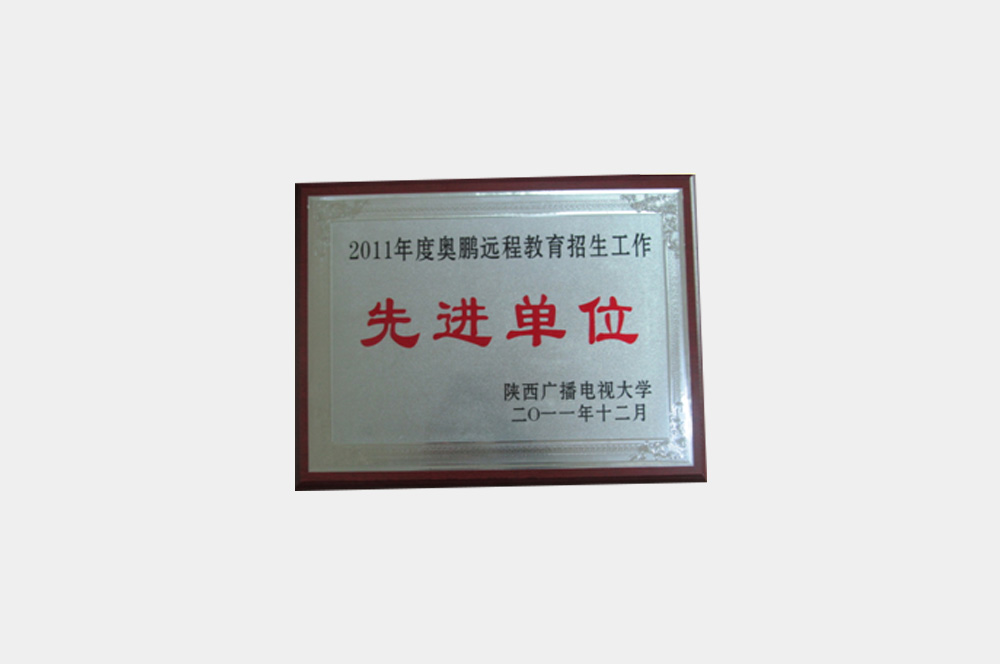 2011年度奥鹏远程教育招生工作
先进单位
陕西广播电视大学
二〇一一年十二月